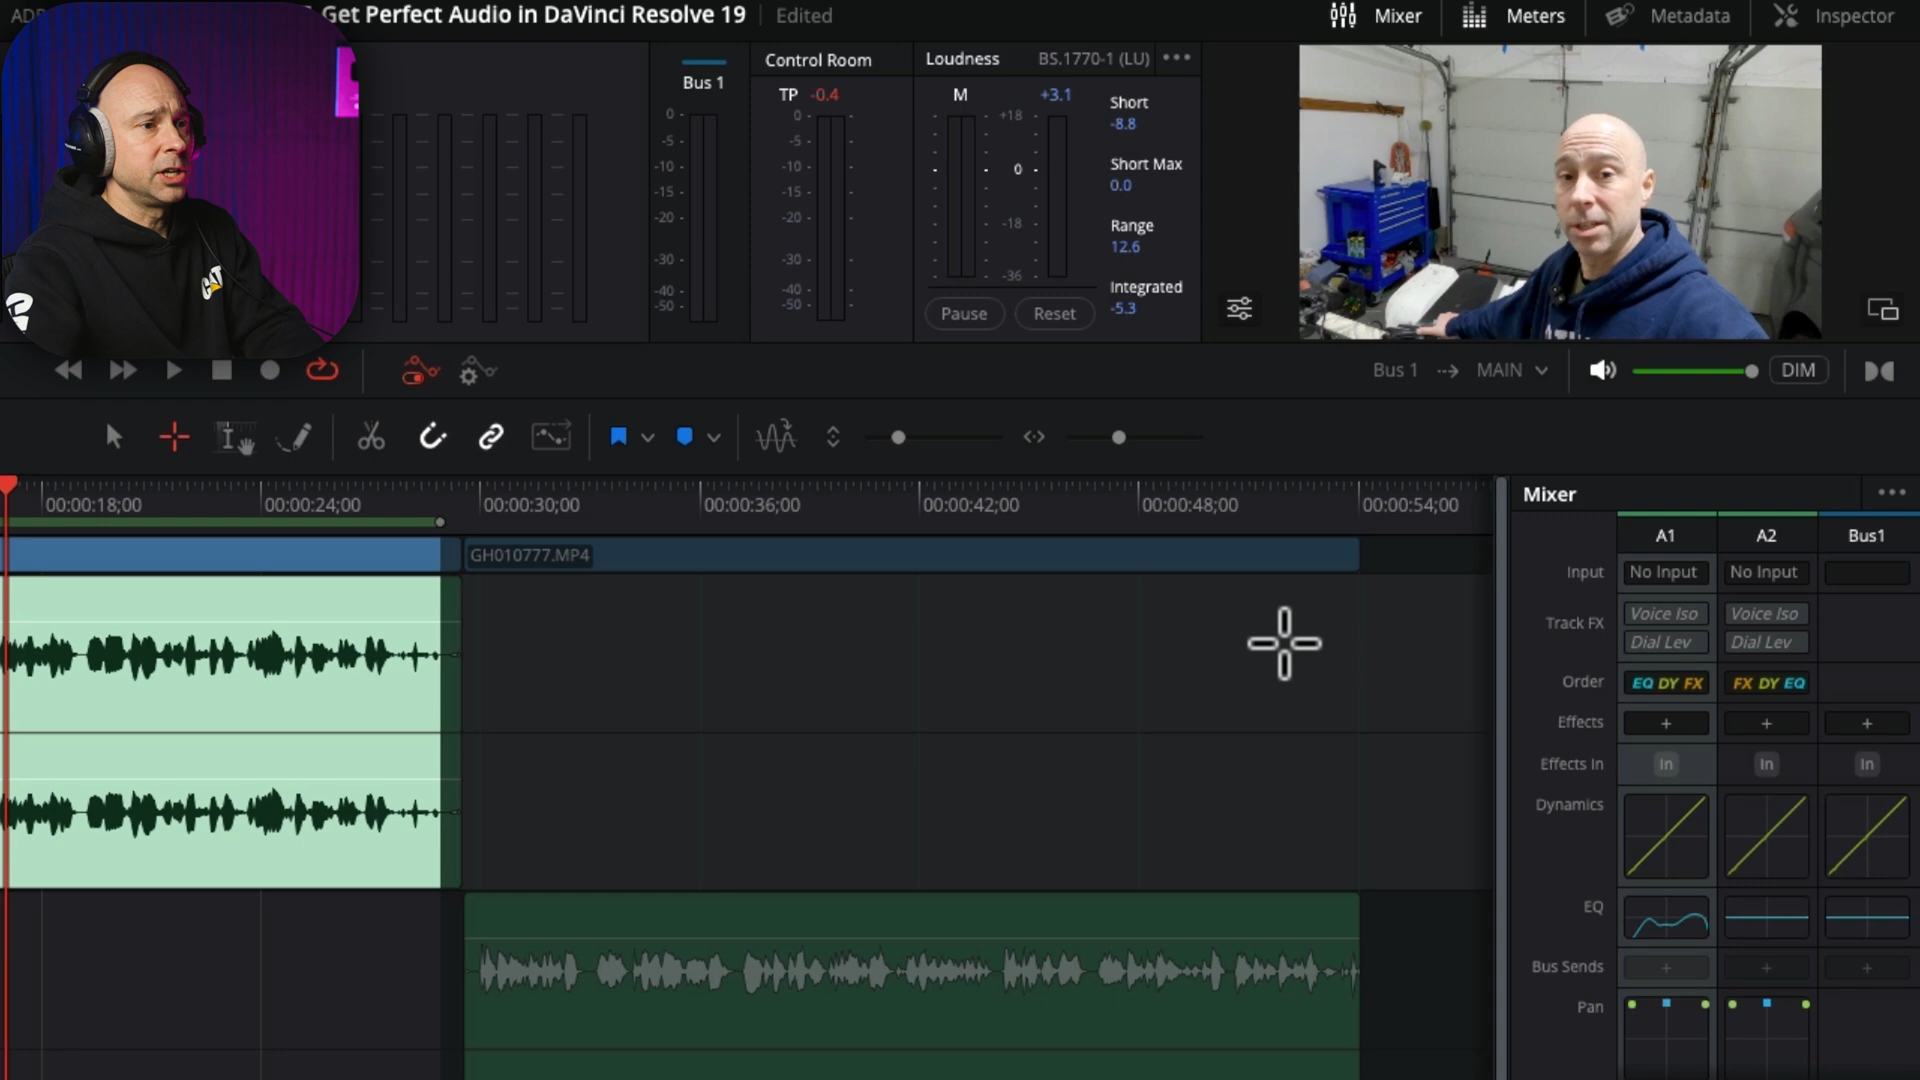 Get Perfect Audio in DaVinci Resolve 19
Edited
Mixer
Meters
Metadata
Inspector
Bus 1
0
-5
-10
-15
-20
-30
-40
-50
Control Room
TP -0.4
0
-5
-10
-15
-20
-30
-40
-50
Loudness
BS.1770-1 (LU)
M
+3.1
+18
0
-18
-36
Short
-8.8
Short Max
0.0
Range
12.6
Integrated
-5.3
Pause
Reset
CAT
Bus 1
MAIN
DIM
00:00:18;00
00:00:24;00
00:00:30;00
00:00:36;00
00:00:42;00
00:00:48;00
00:00:54;00
GH010777.MP4
Mixer
A1
A2
Bus1
Input
No Input
No Input
Track FX
Voice Iso
Voice Iso
Dial Lev
Dial Lev
Order
EQ DY FX
FX DY EQ
Effects
+
+
+
Effects In
In
In
In
Dynamics
EQ
Bus Sends
+
+
+
Pan